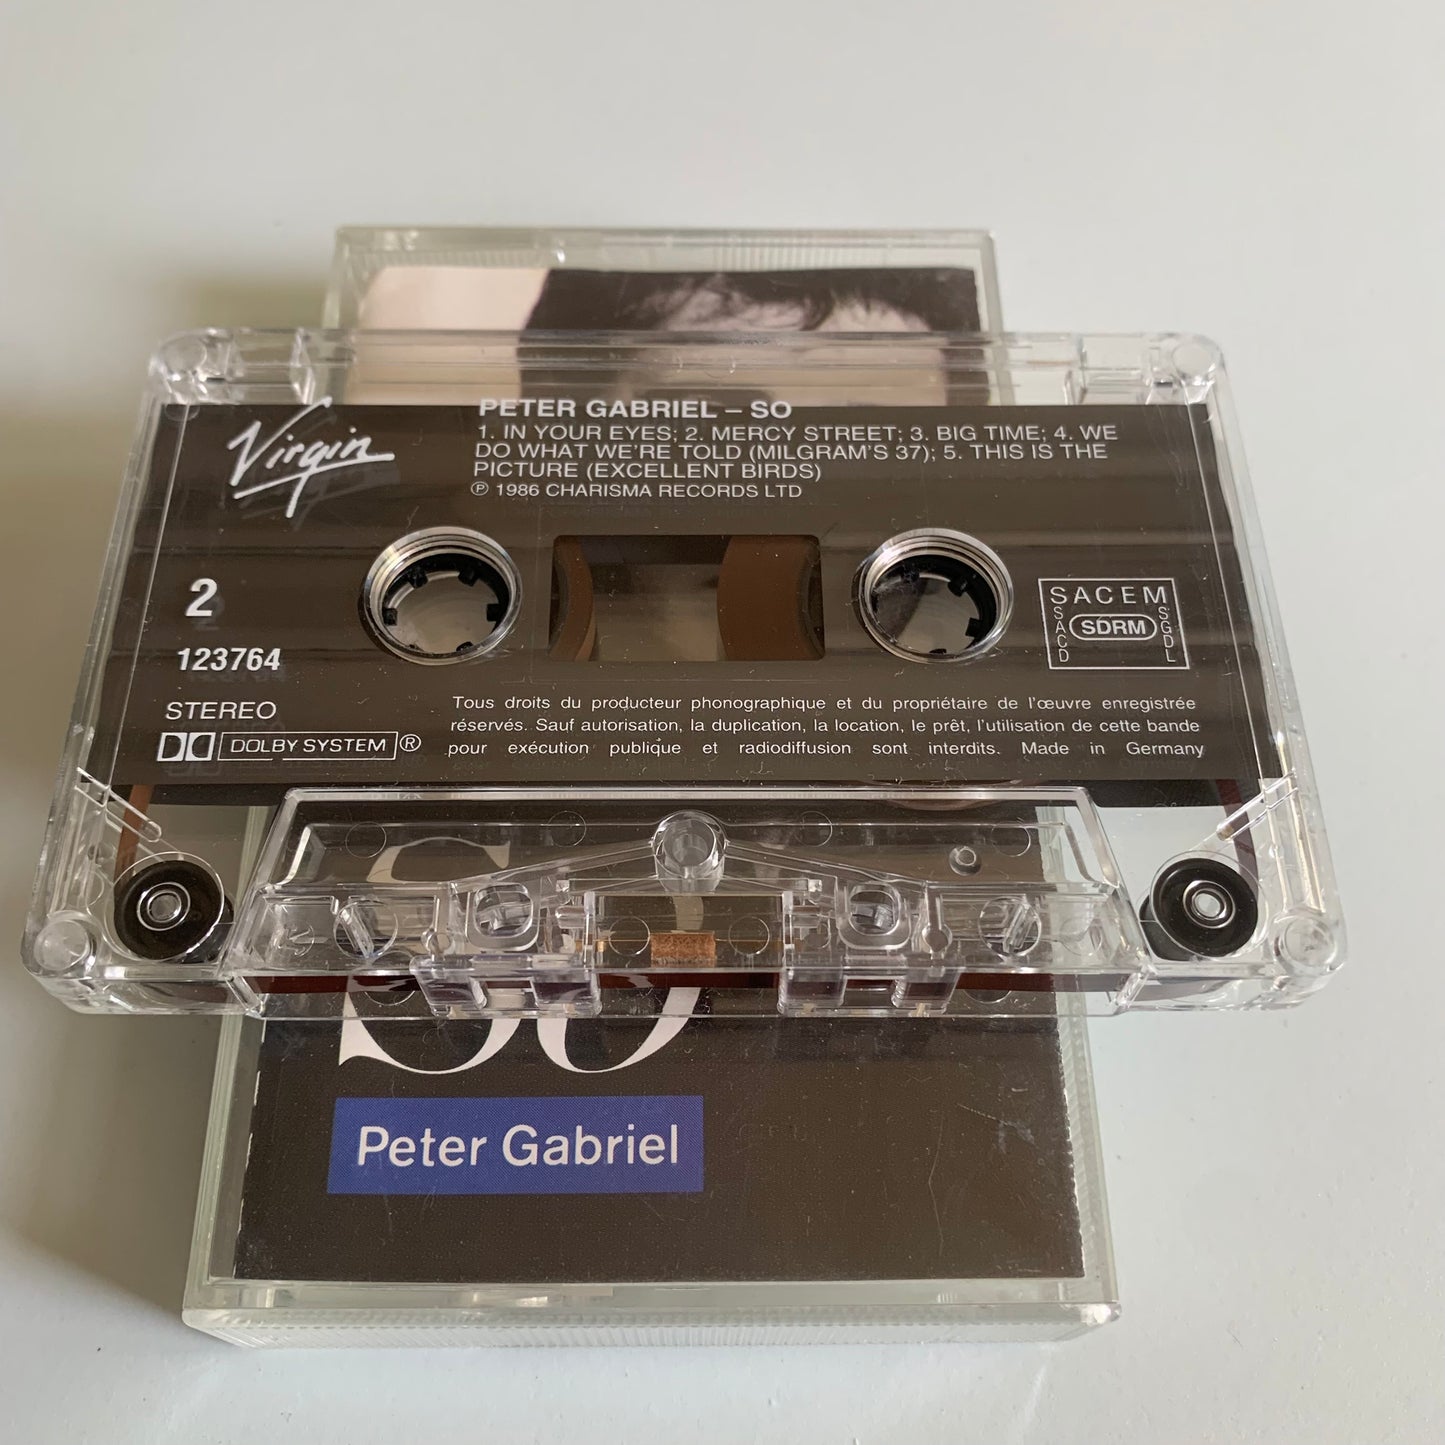 Virgin
PETER GABRIEL – SO
1. IN YOUR EYES; 2. MERCY STREET; 3. BIG TIME; 4. WE
DO WHAT WE'RE TOLD (MILGRAM'S 37); 5. THIS IS THE
PICTURE (EXCELLENT BIRDS)
℗ 1986 CHARISMA RECORDS LTD
2
123764
STEREO
DOLBY SYSTEM ®
SACEM
SACD
SDRM
SGDL
Tous droits du producteur phonographique et du propriétaire de l'œuvre enregistrée
réservés. Sauf autorisation, la duplication, la location, le prêt, l'utilisation de cette bande
pour exécution publique et radiodiffusion sont interdits. Made in Germany
So
Peter Gabriel